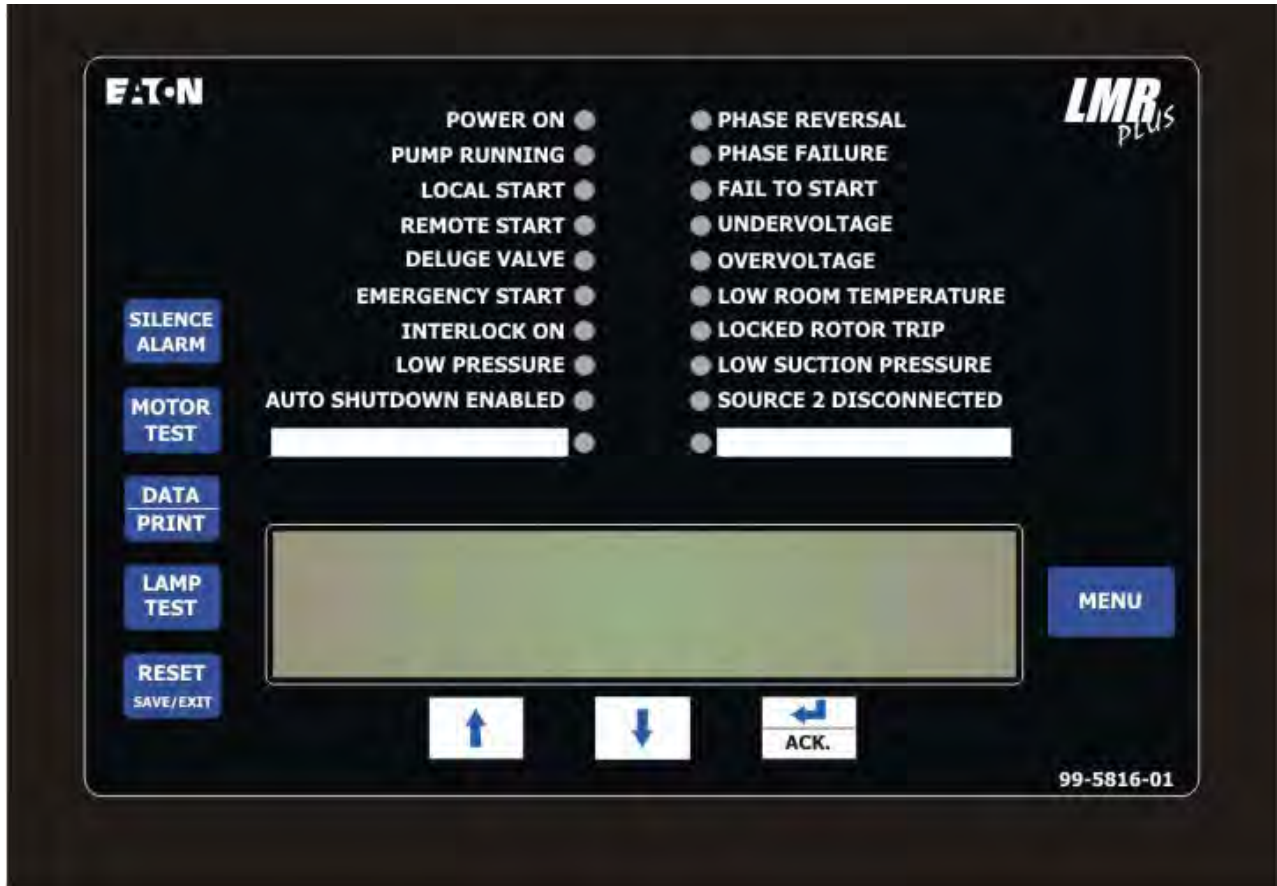 EATON
LMR
PLUS
POWER ON
PUMP RUNNING
LOCAL START
REMOTE START
DELUGE VALVE
EMERGENCY START
INTERLOCK ON
LOW PRESSURE
AUTO SHUTDOWN ENABLED
PHASE REVERSAL
PHASE FAILURE
FAIL TO START
UNDERVOLTAGE
OVERVOLTAGE
LOW ROOM TEMPERATURE
LOCKED ROTOR TRIP
LOW SUCTION PRESSURE
SOURCE 2 DISCONNECTED
SILENCE
ALARM
MOTOR
TEST
DATA
PRINT
LAMP
TEST
RESET
SAVE/EXIT
MENU
ACK.
99-5816-01